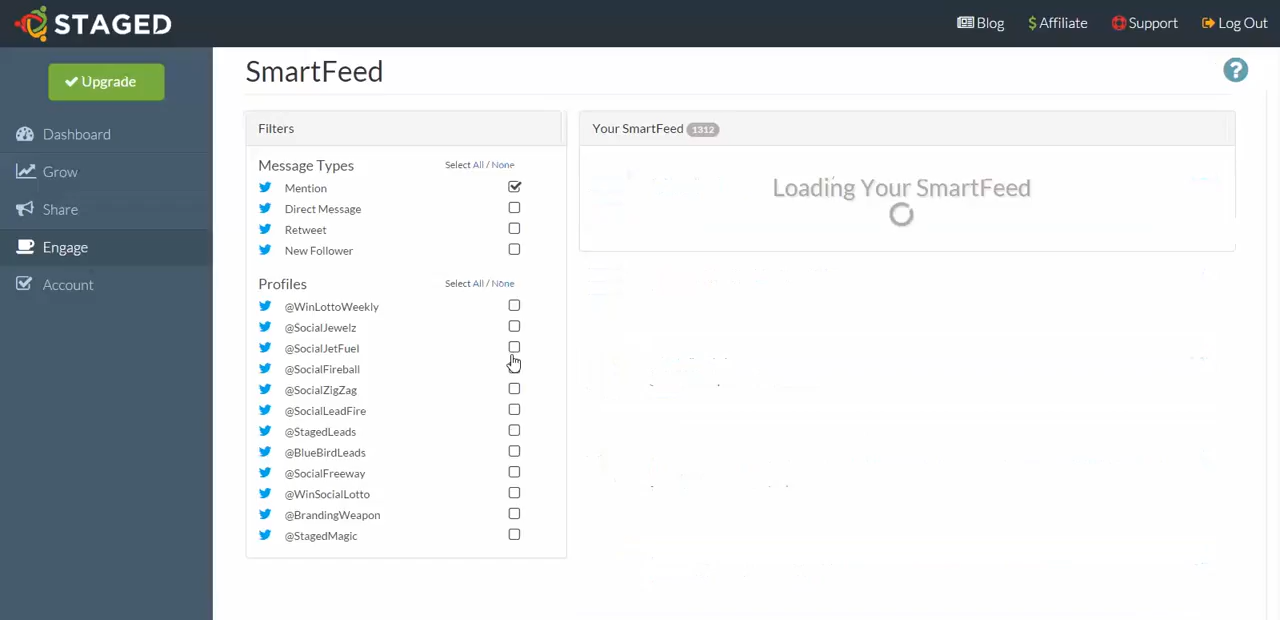 STAGED
Blog
Affiliate
Support
Log Out
Upgrade
Dashboard
Grow
Share
Engage
Account
SmartFeed
?
Filters
Message Types Select All / None
Mention
Direct Message
Retweet
New Follower
Profiles Select All / None
@WinLottoWeekly
@SocialJewelz
@SocialJetFuel
@SocialFireball
@SocialZigZag
@SocialLeadFire
@StagedLeads
@BlueBirdLeads
@SocialFreeway
@WinSocialLotto
@BrandingWeapon
@StagedMagic
Your SmartFeed 1312
Loading Your SmartFeed